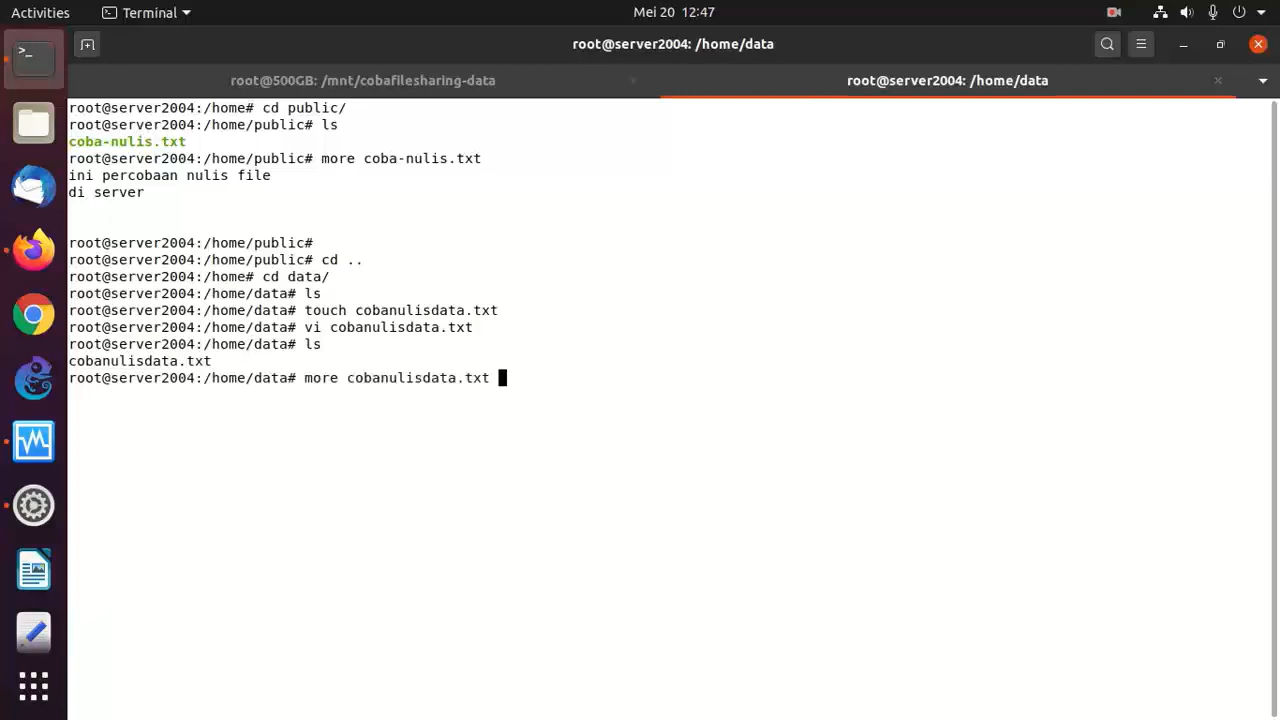 Activities
Terminal
Mei 20 12:47
root@server2004: /home/data
root@500GB: /mnt/cobafilesharing-data
root@server2004: /home/data
root@server2004:/home# cd public/
root@server2004:/home/public# ls
coba-nulis.txt
root@server2004:/home/public# more coba-nulis.txt
ini percobaan nulis file
di server
root@server2004:/home/public#
root@server2004:/home/public# cd ..
root@server2004:/home# cd data/
root@server2004:/home/data# ls
root@server2004:/home/data# touch cobanulisdata.txt
root@server2004:/home/data# vi cobanulisdata.txt
root@server2004:/home/data# ls
cobanulisdata.txt
root@server2004:/home/data# more cobanulisdata.txt